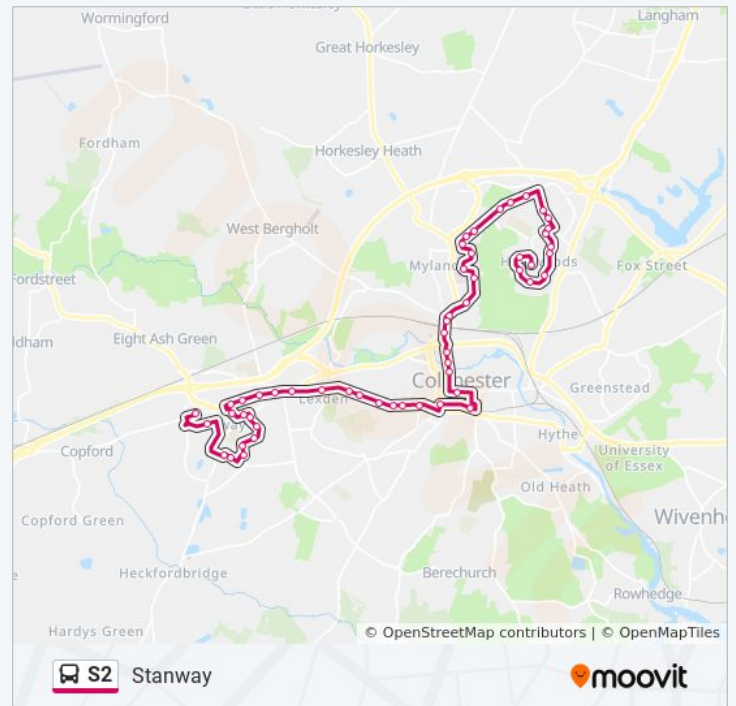 Wormingford
Langham
Great Horkesley
Fordham
Horkesley Heath
West Bergholt
Fordstreet
Fox Street
Eight Ash Green
Greenstead
Lexden
Copford
Hythe
University
of Essex
Old Heath
Copford Green
Wivenh
Heckfordbridge
Berechurch
Rowhedge
Hardys Green
© OpenStreetMap contributors | © OpenMapTiles
S2 Stanway
moovit